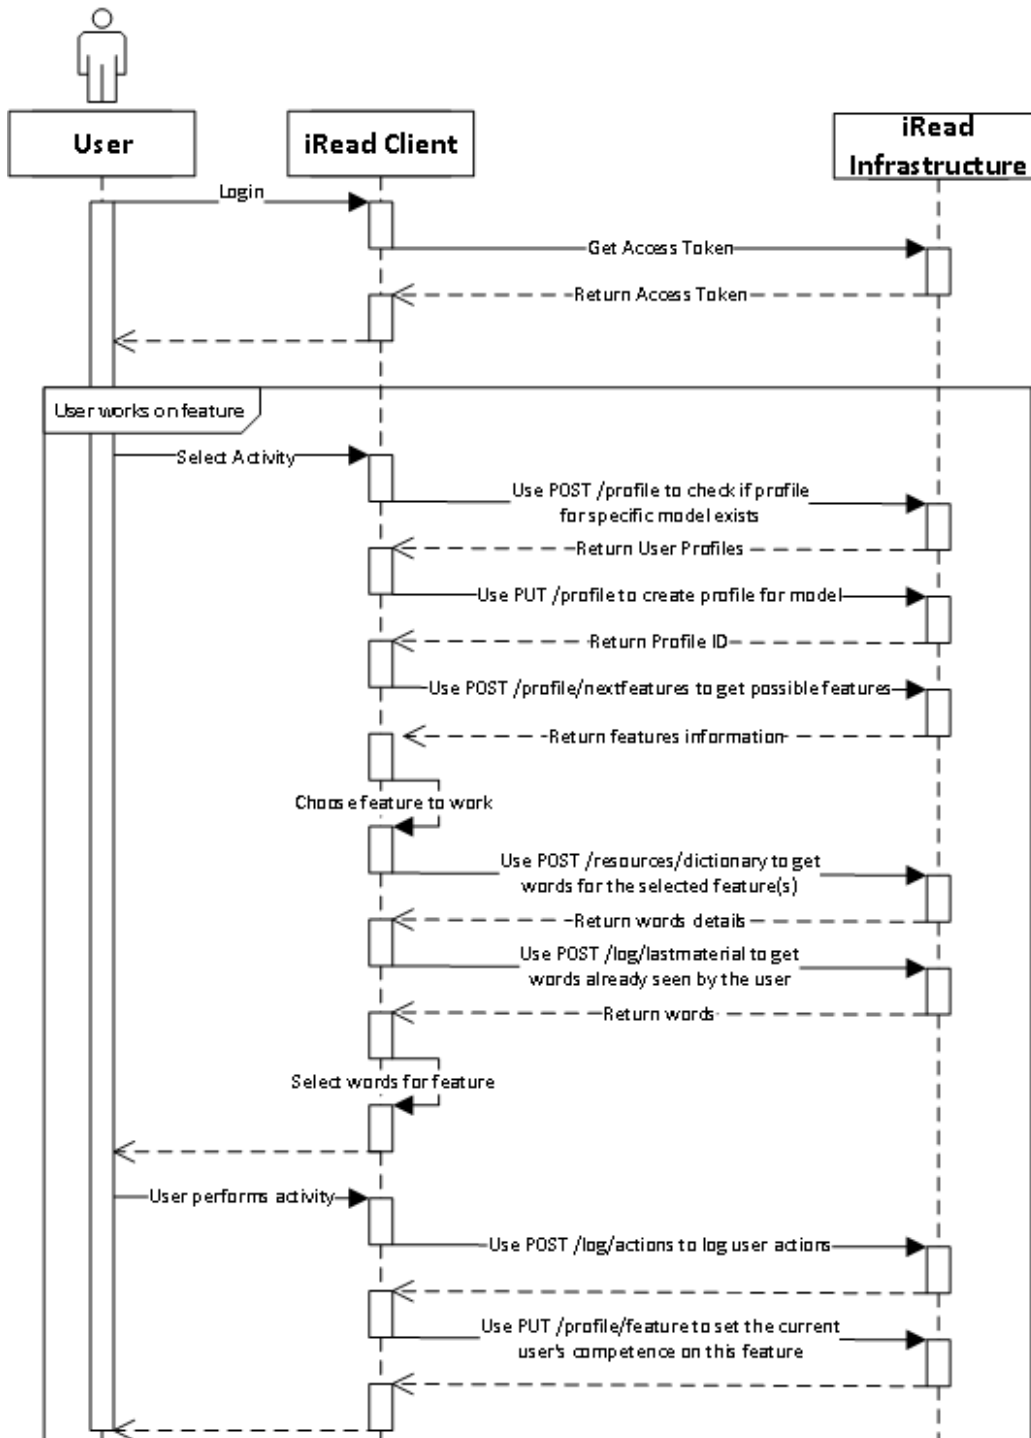 User
iRead Client
iRead
Infrastructure
Login
Get Access Token
Return Access Token
User works on feature
Select Activity
Use POST /profile to check if profile
for specific model exists
Return User Profiles
Use PUT /profile to create profile for model
Return Profile ID
Use POST /profile/nextfeatures to get possible features
Return features information
Choose feature to work
Use POST /resources/dictionary to get
words for the selected feature(s)
Return words details
Use POST /log/lastmaterial to get
words already seen by the user
Return words
Select words for feature
User performs activity
Use POST /log/actions to log user actions
Use PUT /profile/feature to set the current
user's competence on this feature